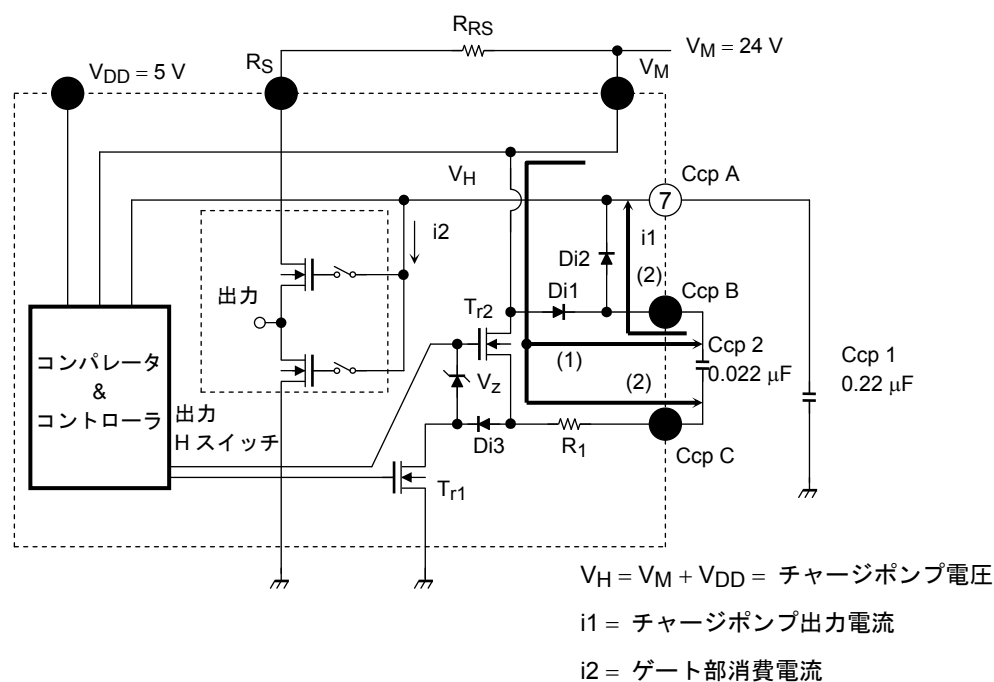 R_RS
V_M = 24 V
V_DD = 5 V
R_S
V_M
V_H
Ccp A
7
i2
i1
Di2
(2)
Ccp B
Di1
出力
T_r2
(1)
Ccp 2
0.022 μF
Ccp 1
0.22 μF
コンパレータ
&
コントローラ
V_Z
(2)
出力
H スイッチ
Di3
R_1
Ccp C
T_r1
V_H = V_M + V_DD = チャージポンプ電圧
i1 = チャージポンプ出力電流
i2 = ゲート部消費電流